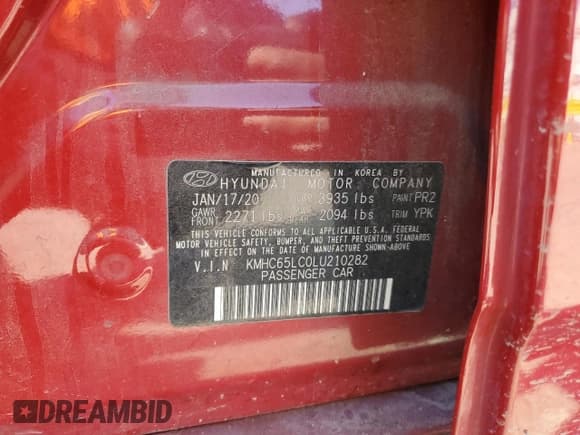 MANUFACTURED IN KOREA BY
HYUNDAI MOTOR COMPANY
JAN/17/20 3935 lbs PAINT PR2
GAWR FRONT 2271 lbs 2094 lbs TRIM YPK
THIS VEHICLE CONFORMS TO ALL APPLICABLE U.S.A. FEDERAL
MOTOR VEHICLE SAFETY, BUMPER, AND THEFT PREVENTION STANDARDS
IN EFFECT ON THE DATE OF MANUFACTURE SHOWN-ABOVE
V.I.N KMHC65LC0LU210282
PASSENGER CAR
DREAMBID